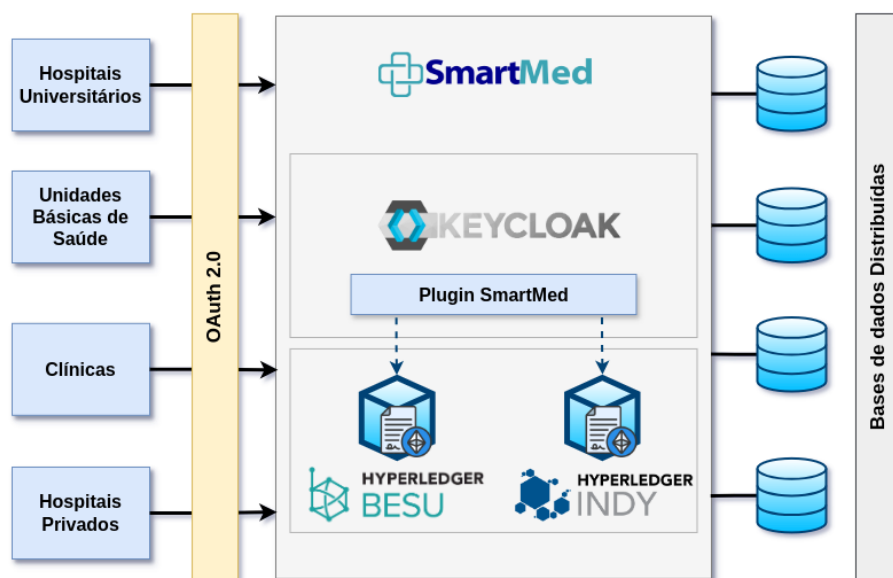 Hospitais
Universitários
Unidades
Básicas de
Saúde
Clínicas
Hospitais
Privados
OAuth 2.0
SmartMed
KEYCLOAK
Plugin SmartMed
HYPERLEDGER
BESU
HYPERLEDGER
INDY
Bases de dados Distribuídas